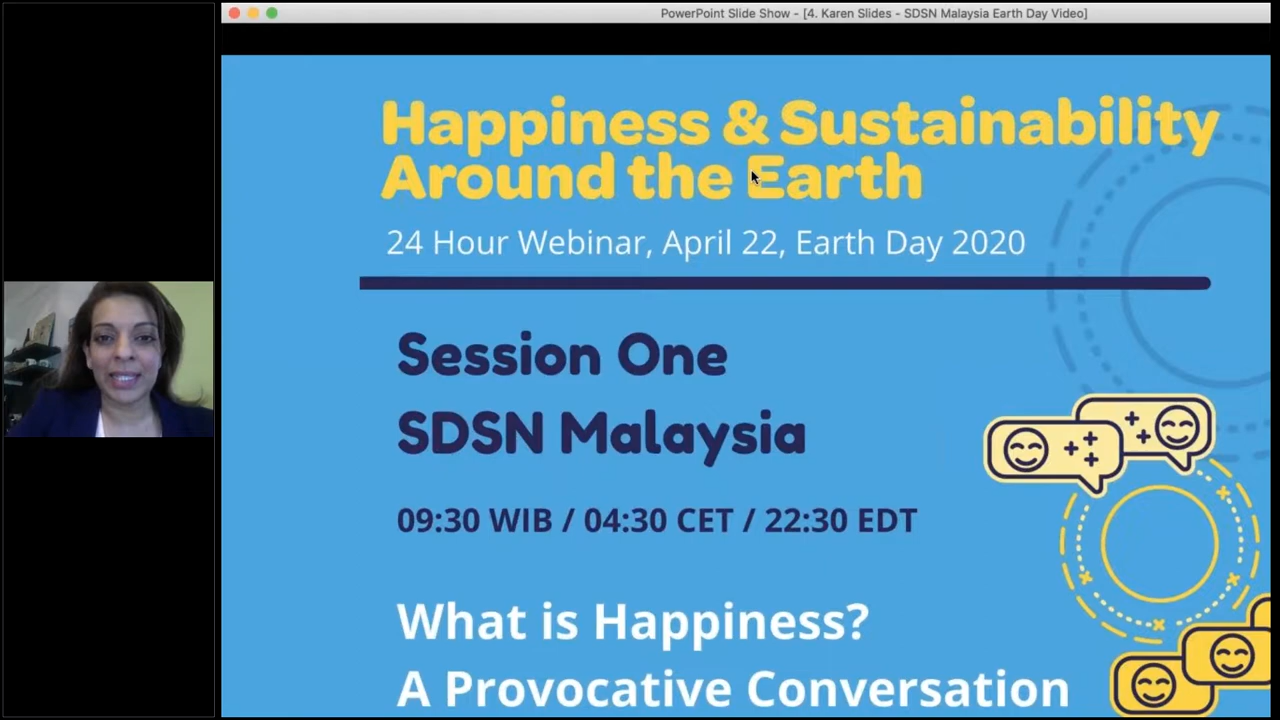 PowerPoint Slide Show - [4. Karen Slides - SDSN Malaysia Earth Day Video]
Happiness & Sustainability
Around the Earth
24 Hour Webinar, April 22, Earth Day 2020
Session One
SDSN Malaysia
09:30 WIB / 04:30 CET / 22:30 EDT
What is Happiness?
A Provocative Conversation